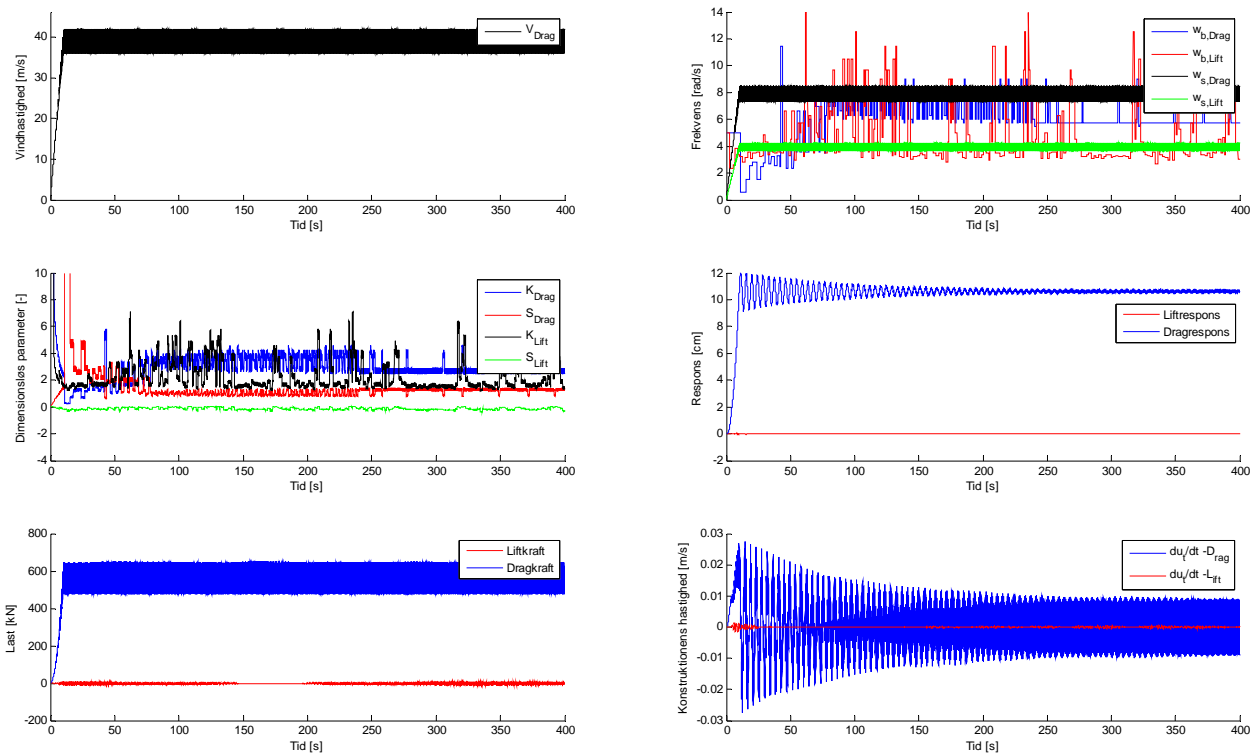 Vindhastighed [m/s]
40
30
20
10
0
V_Drag
0 50 100 150 200 250 300 350 400
Tid [s]
Frekvens [rad/s]
14
12
10
8
6
4
2
0
w_b,Drag
w_b,Lift
w_s,Drag
w_s,Lift
0 50 100 150 200 250 300 350 400
Tid [s]
Dimensionsløs parameter [-]
10
8
6
4
2
0
-2
-4
K_Drag
S_Drag
K_Lift
S_Lift
0 50 100 150 200 250 300 350 400
Tid [s]
Respons [cm]
12
10
8
6
4
2
0
-2
Liftrespons
Dragrespons
0 50 100 150 200 250 300 350 400
Tid [s]
Last [kN]
800
600
400
200
0
-200
Liftkraft
Dragkraft
0 50 100 150 200 250 300 350 400
Tid [s]
Konstruktionens hastighed [m/s]
0.03
0.02
0.01
0
-0.01
-0.02
-0.03
du_t/dt -D_rag
du_t/dt -L_ift
0 50 100 150 200 250 300 350 400
Tid [s]